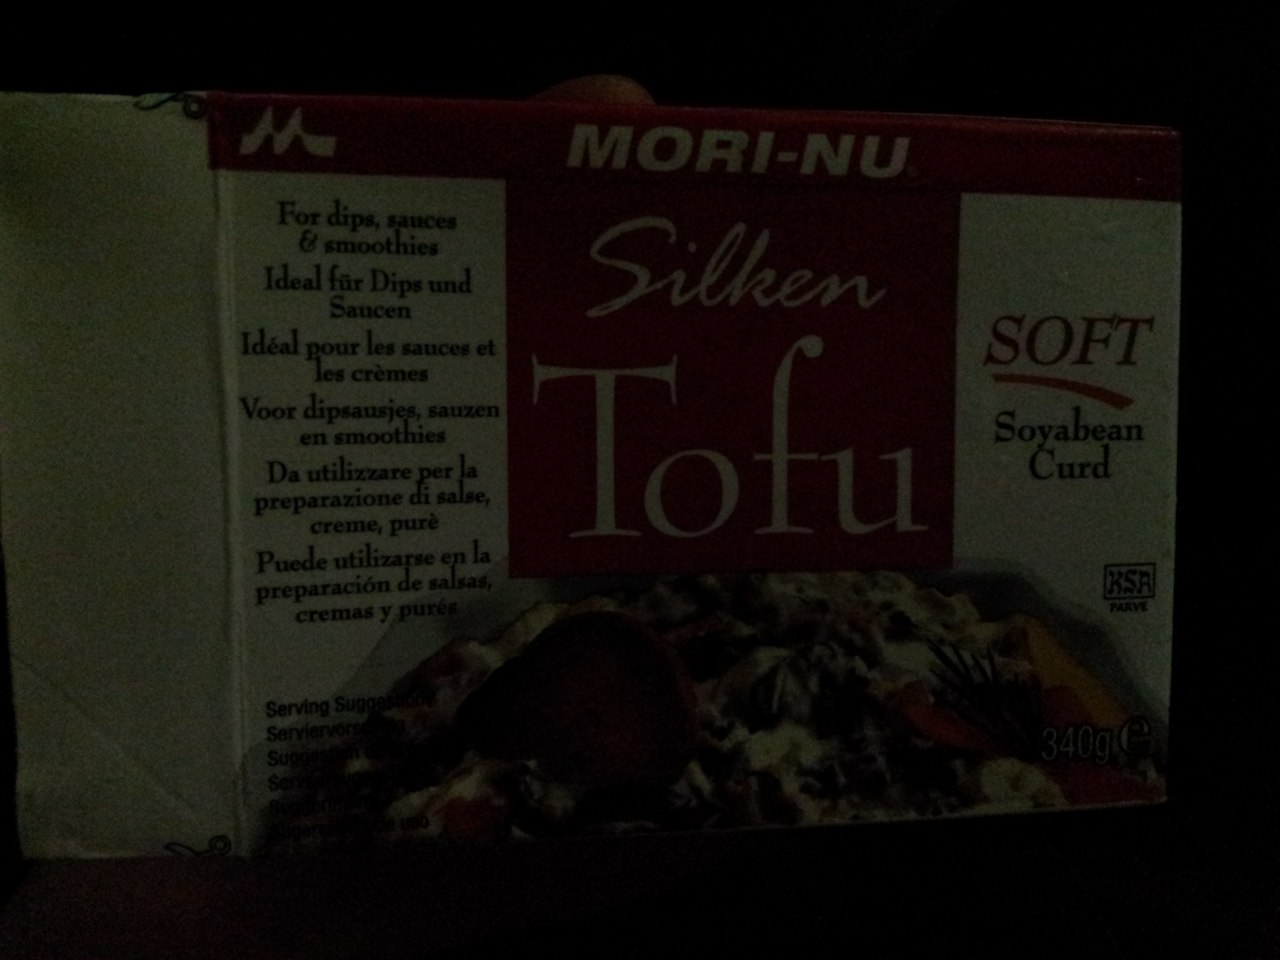 MORI-NU
For dips, sauces
& smoothies
Ideal für Dips und
Saucen
Idéal pour les sauces et
les crèmes
Voor dipsausjes, sauzen
en smoothies
Da utilizzare per la
preparazione di salse,
creme, purè
Puede utilizarse en la
preparación de salsas,
cremas y purés
Serving
Silken
Tofu
SOFT
Soyabean
Curd
KSA
PARVE
340g e